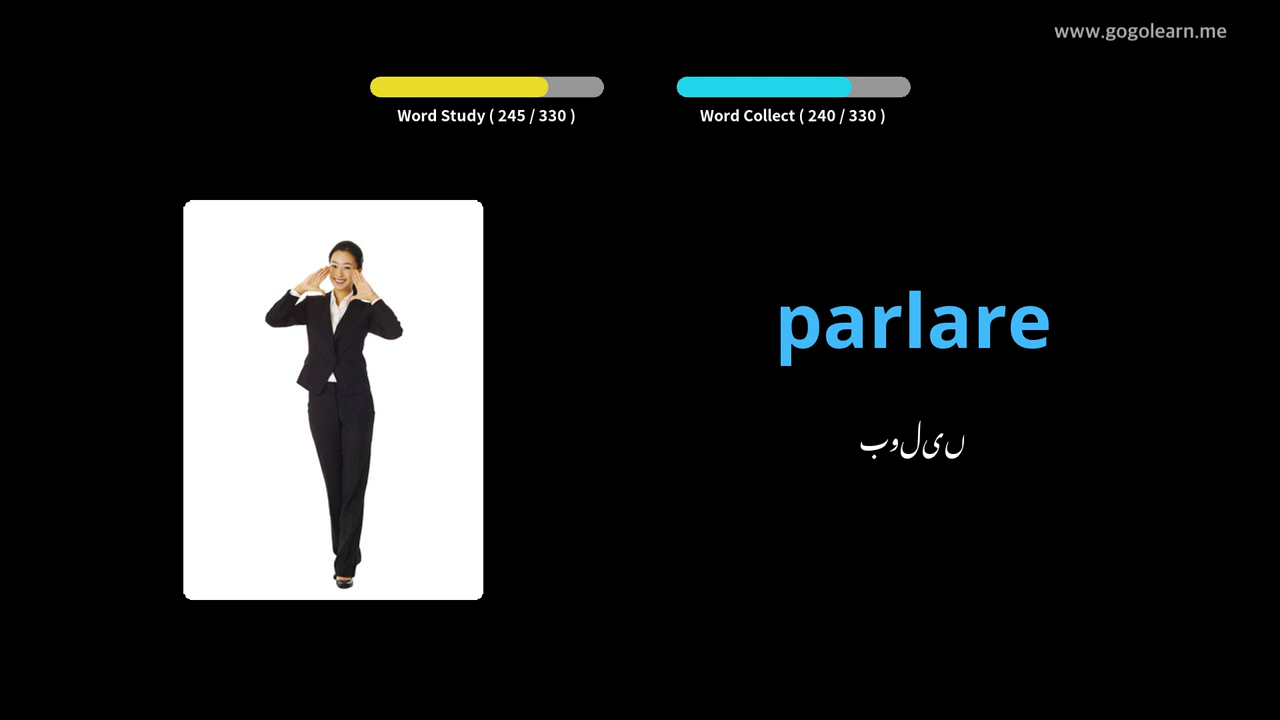 www.gogolearn.me
Word Study ( 245 / 330 )
Word Collect ( 240 / 330 )
parlare
بولیں